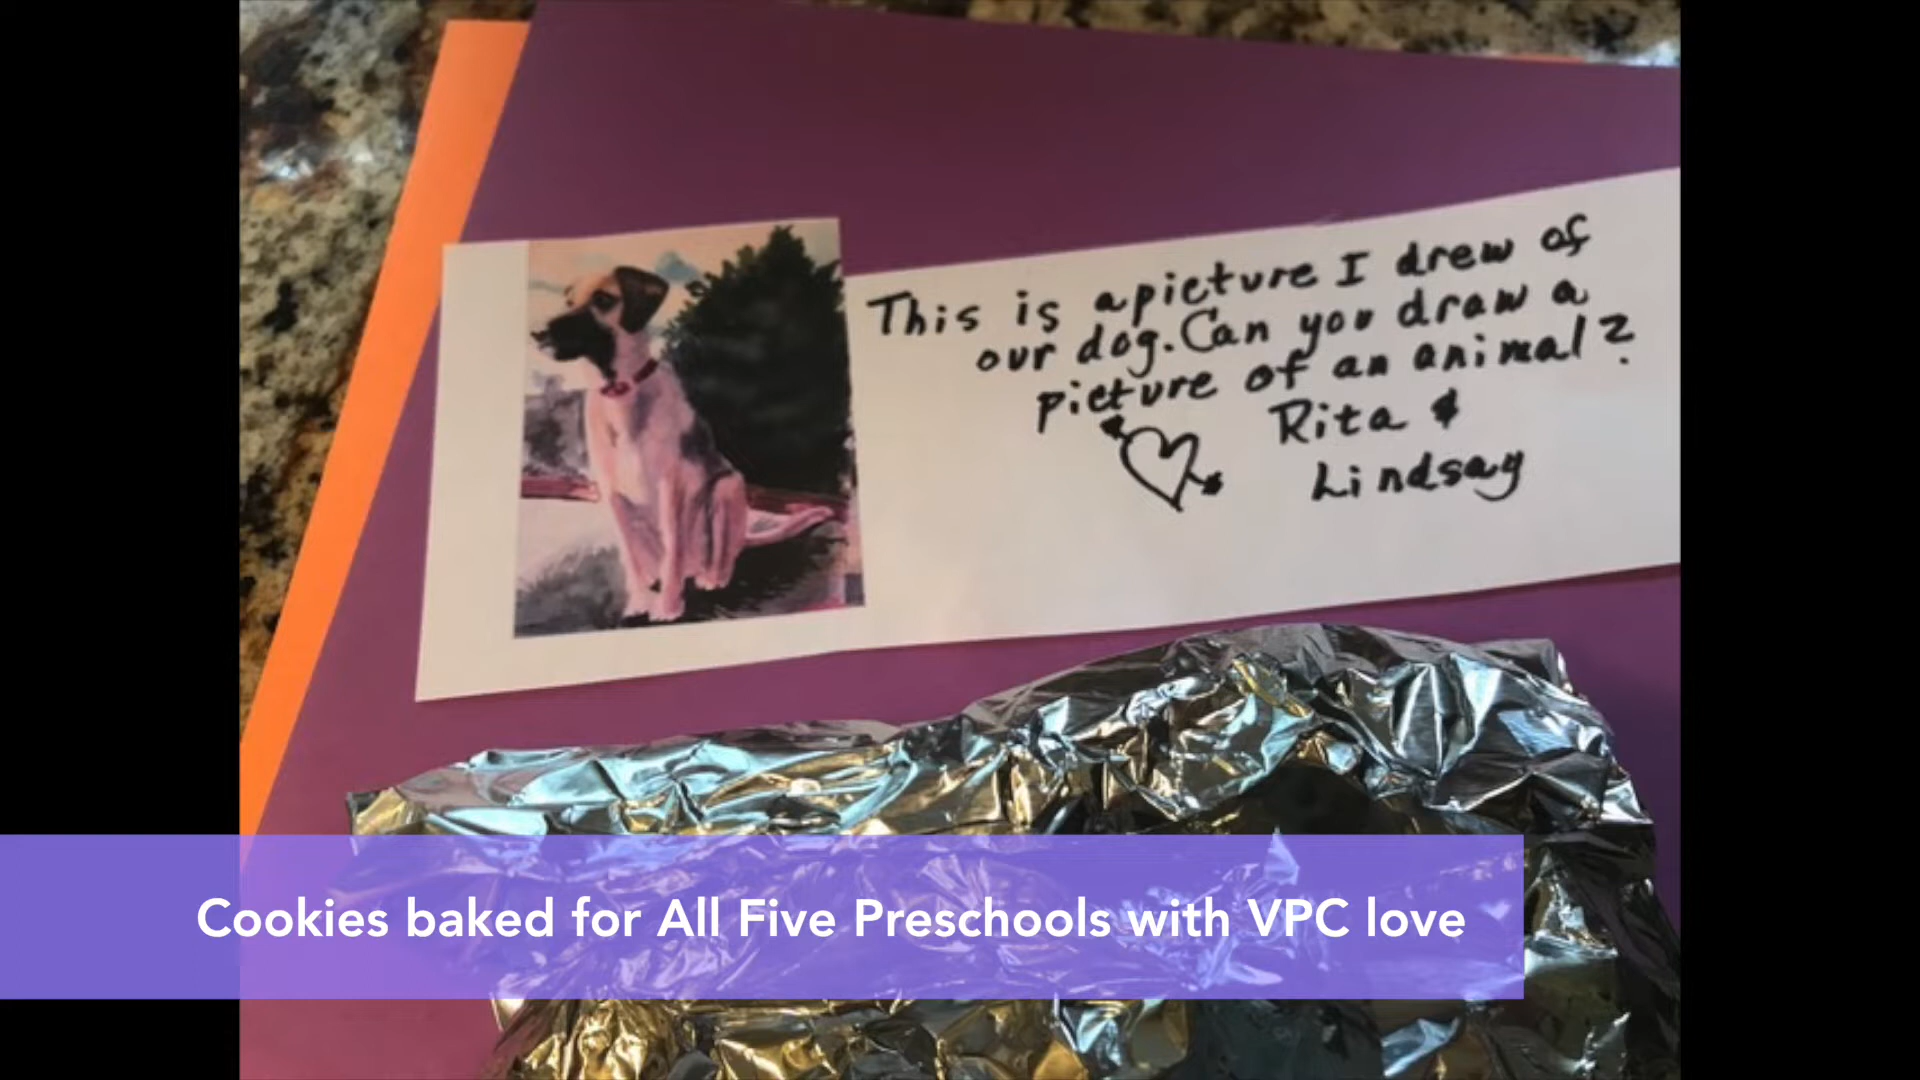 This is a picture I drew of
our dog. Can you draw a
picture of an animal?
Rita &
Lindsay
Cookies baked for All Five Preschools with VPC love